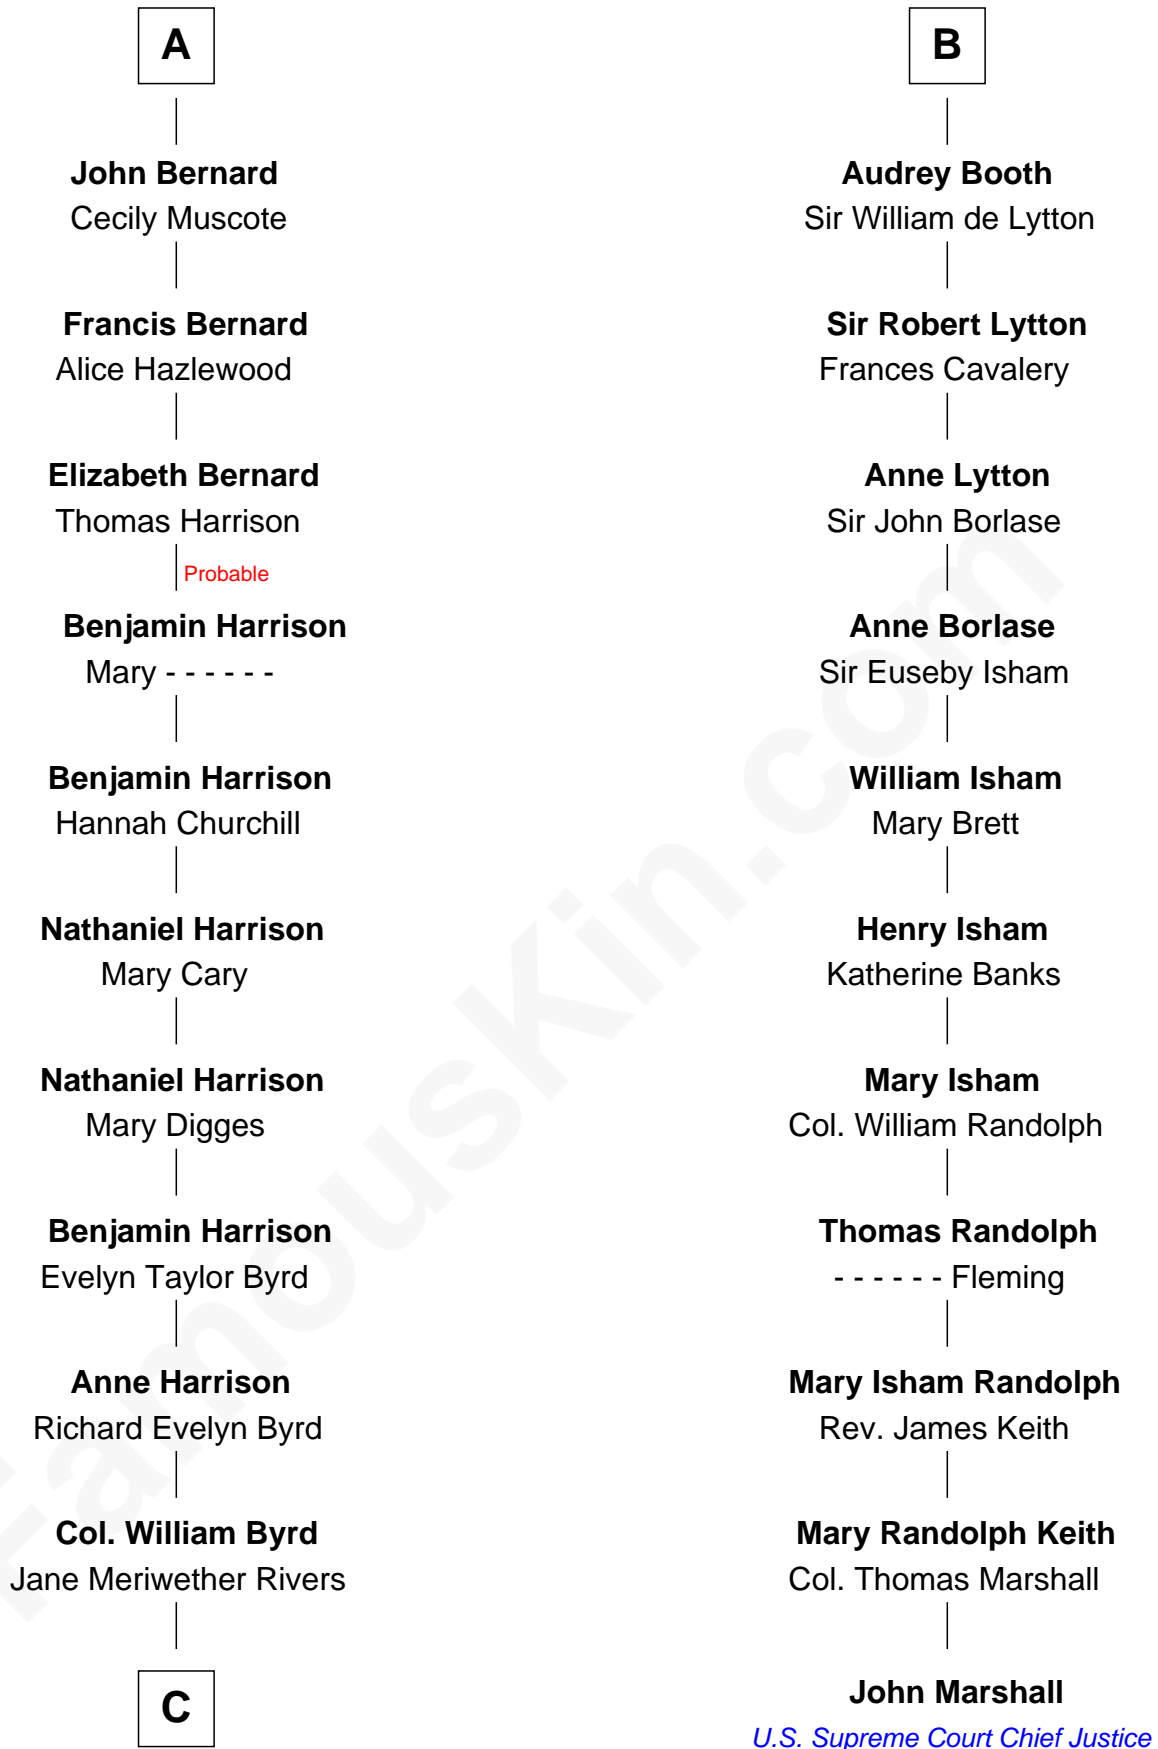 A
John Bernard
Cecily Muscote
Francis Bernard
Alice Hazlewood
Elizabeth Bernard
Thomas Harrison
Probable
Benjamin Harrison
Mary - - - - - -
Benjamin Harrison
Hannah Churchill
Nathaniel Harrison
Mary Cary
Nathaniel Harrison
Mary Digges
Benjamin Harrison
Evelyn Taylor Byrd
Anne Harrison
Richard Evelyn Byrd
Col. William Byrd
Jane Meriwether Rivers
C
B
Audrey Booth
Sir William de Lytton
Sir Robert Lytton
Frances Cavalery
Anne Lytton
Sir John Borlase
Anne Borlase
Sir Euseby Isham
William Isham
Mary Brett
Henry Isham
Katherine Banks
Mary Isham
Col. William Randolph
Thomas Randolph
- - - - - - Fleming
Mary Isham Randolph
Rev. James Keith
Mary Randolph Keith
Col. Thomas Marshall
John Marshall
U.S. Supreme Court Chief Justice
FamousKin.com